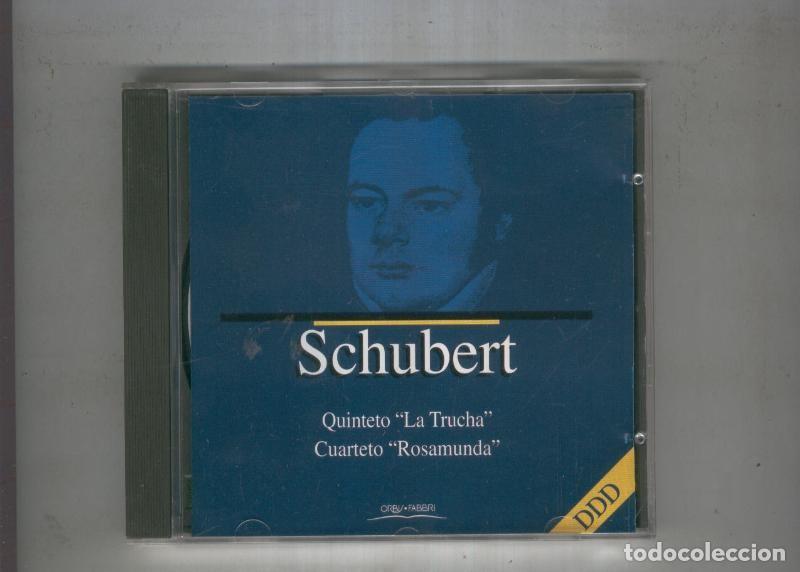 Schubert
Quinteto “La Trucha”
Cuarteto “Rosamunda”
ORBIS•FABBRI
DDD
todocoleccion